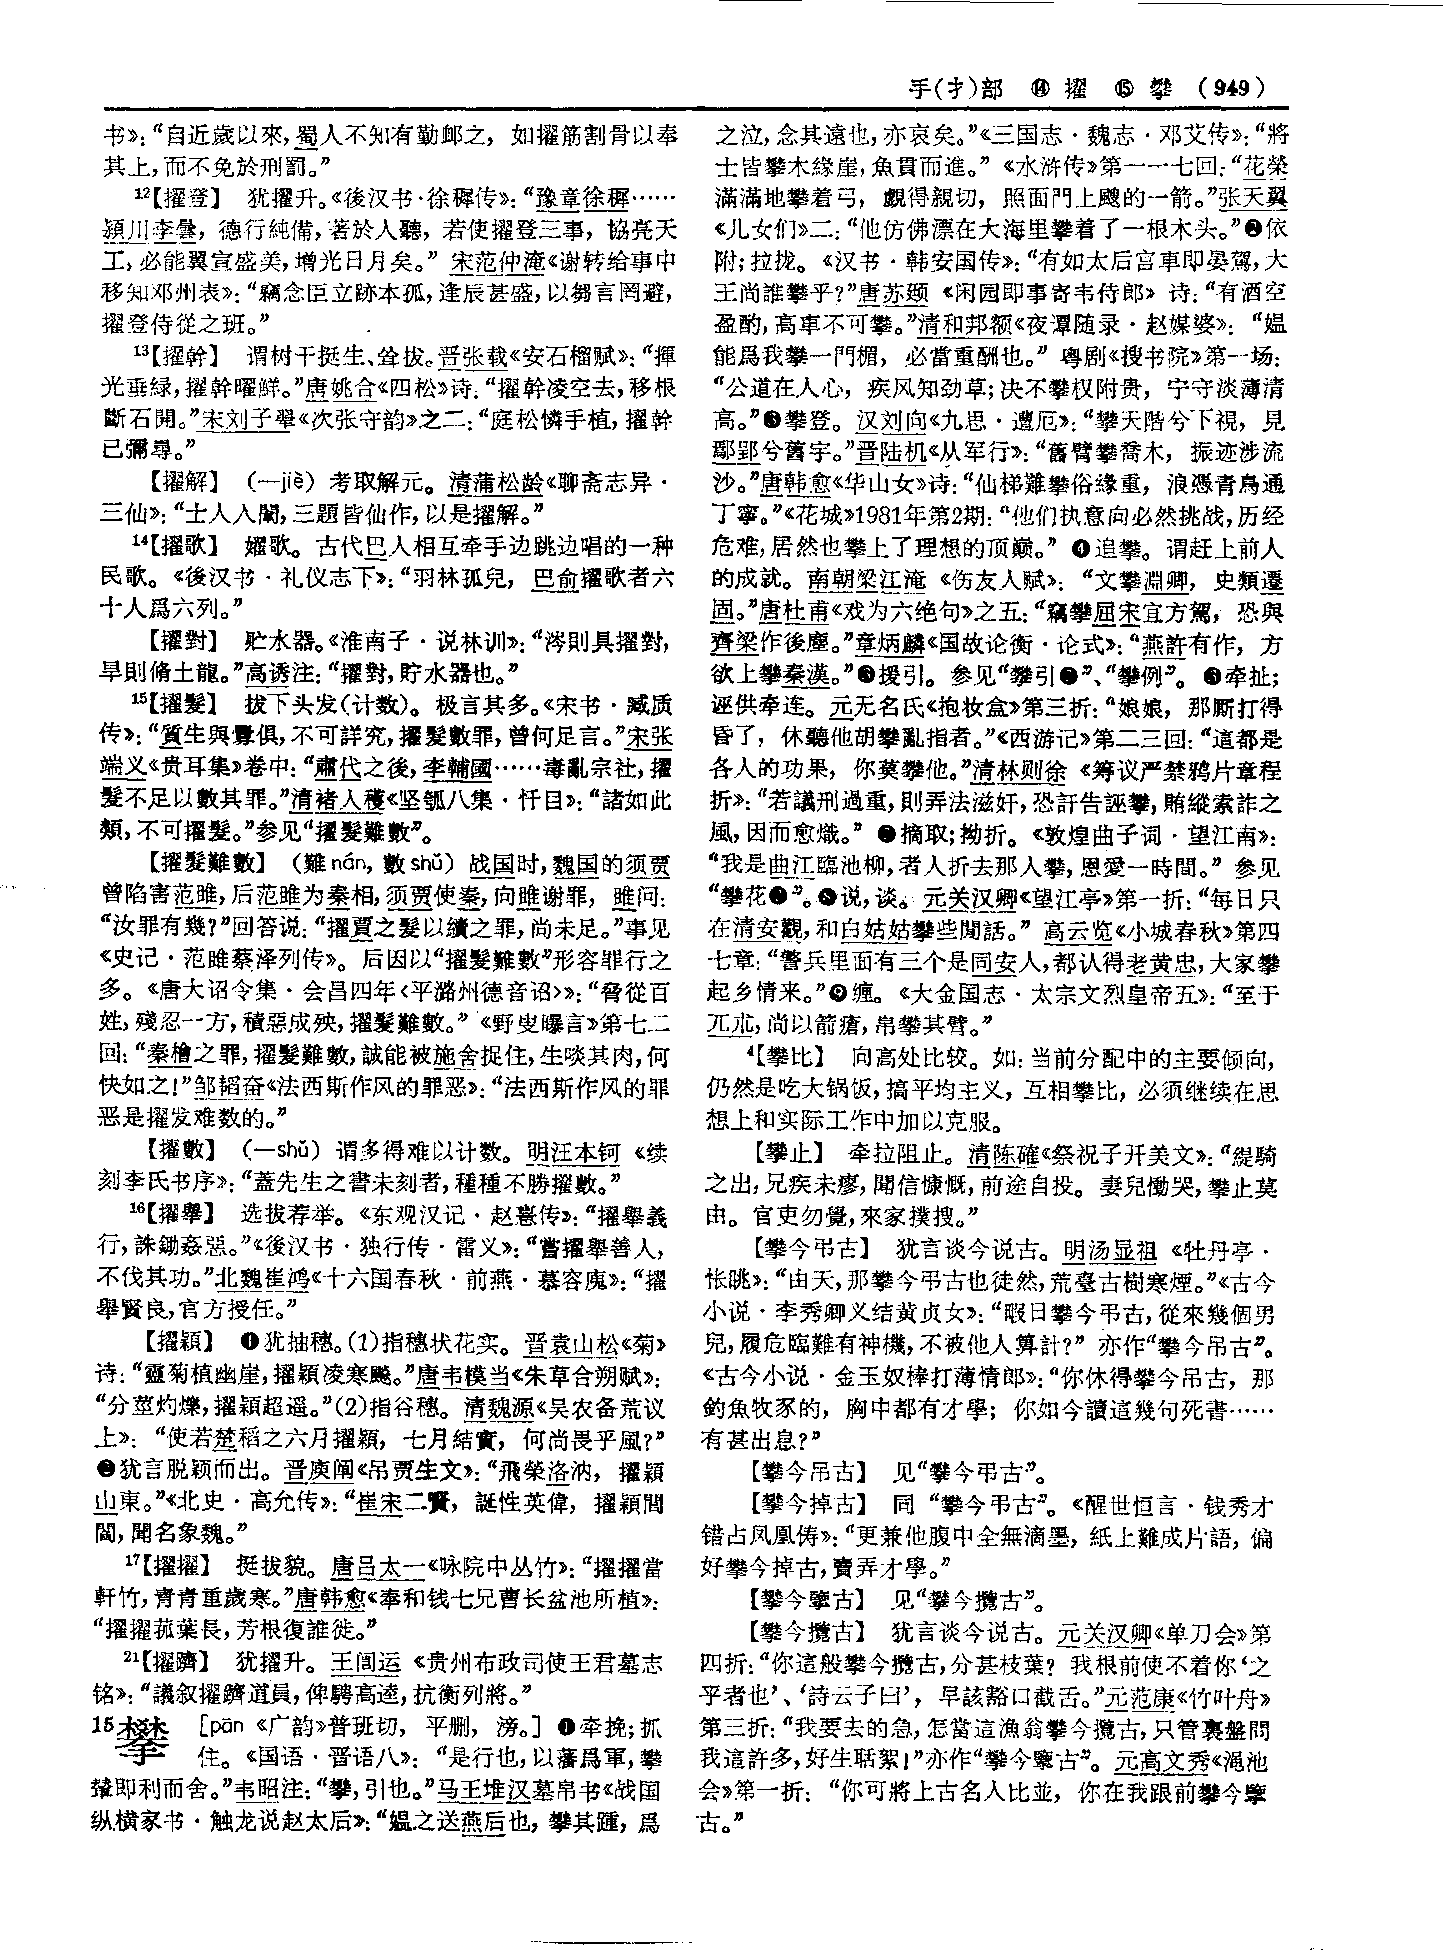 手(扌)部 ⑭ 擢 ⑮ 攀 (949)
书》：“自近歲以來，蜀人不知有勤卹之，如擢筋割骨以奉
其上，而不免於刑罰。”
¹²【擢登】 犹擢升。《後汉书·徐穉传》：“豫章徐穉……
潁川李曇，德行純備，著於人聽，若使擢登三事，協亮天
工，必能翼宣盛美，增光日月矣。”宋范仲淹《谢转给事中
移知邓州表》：“竊念臣立跡本孤，逢辰甚盛，以芻言罔避，
擢登侍從之班。”
¹³【擢幹】 谓树干挺生、耸拔。晋张载《安石榴赋》：“揮
光垂緑，擢幹曜鮮。”唐姚合《四松》诗：“擢幹凌空去，移根
斷石開。”宋刘子翚《次张守韵》之二：“庭松憐手植，擢幹
已彌尋。”
【擢解】 （—jiè）考取解元。清蒲松龄《聊斋志异·
三仙》：“士人入闈，三題皆仙作，以是擢解。”
¹⁴【擢歌】 嬥歌。古代巴人相互牵手边跳边唱的一种
民歌。《後汉书·礼仪志下》：“羽林孤兒，巴俞擢歌者六
十人爲六列。”
【擢對】 贮水器。《淮南子·说林训》：“涔則具擢對，
旱則脩土龍。”高诱注：“擢對，貯水器也。”
¹⁵【擢髮】 拔下头发（计数）。极言其多。《宋书·臧质
传》：“質生與釁俱，不可詳究，擢髮數罪，曾何足言。”宋张
端义《贵耳集》卷中：“肅代之後，李輔國……毒亂宗社，擢
髮不足以數其罪。”清褚人穫《坚瓠八集·忏目》：“諸如此
類，不可擢髮。”参见“擢髮難數”。
【擢髮難數】 （難nán，數shǔ）战国时，魏国的须贾
曾陷害范雎，后范雎为秦相，须贾使秦，向雎谢罪，雎问：
“汝罪有幾？”回答说：“擢賈之髮以續之罪，尚未足。”事见
《史记·范雎蔡泽列传》。后因以“擢髮難數”形容罪行之
多。《唐大诏令集·会昌四年〈平潞州德音诏〉》：“脅從百
姓，殘忍一方，積惡成殃，擢髮難數。”《野叟曝言》第七二
回：“秦檜之罪，擢髮難數，誠能被施舍捉住，生啖其肉，何
快如之！”邹韬奋《法西斯作风的罪恶》：“法西斯作风的罪
恶是擢发难数的。”
【擢數】 （—shǔ）谓多得难以计数。明汪本钶《续
刻李氏书序》：“蓋先生之書未刻者，種種不勝擢數。”
¹⁶【擢舉】 选拔荐举。《东观汉记·赵憙传》：“擢舉義
行，誅鋤姦惡。”《後汉书·独行传·雷义》：“嘗擢舉善人，
不伐其功。”北魏崔鸿《十六国春秋·前燕·慕容廆》：“擢
舉賢良，官方授任。”
【擢穎】 ❶犹抽穗。(1)指穗状花实。晋袁山松《菊》
诗：“靈菊植幽崖，擢穎凌寒飈。”唐韦模当《朱草合朔赋》：
“分莖灼爍，擢穎超遥。”(2)指谷穗。清魏源《吴农备荒议
上》：“使若楚稻之六月擢穎，七月結實，何尚畏乎風？”
❷犹言脱颖而出。晋庾阐《吊贾生文》：“飛榮洛汭，擢穎
山東。”《北史·高允传》：“崔宋二賢，誕性英偉，擢穎閭
閻，聞名象魏。”
¹⁷【擢擢】 挺拔貌。唐吕太一《咏院中丛竹》：“擢擢當
軒竹，青青重歲寒。”唐韩愈《奉和钱七兄曹长盆池所植》：
“擢擢菰葉長，芳根復誰徙。”
²¹【擢躋】 犹擢升。王闿运《贵州布政司使王君墓志
铭》：“議叙擢躋道員，俾騁高逵，抗衡列將。”
15攀 [pān《广韵》普班切，平删，滂。] ❶牵挽；抓
住。《国语·晋语八》：“是行也，以藩爲軍，攀
輦即利而舍。”韦昭注：“攀，引也。”马王堆汉墓帛书《战国
纵横家书·触龙说赵太后》：“媪之送燕后也，攀其踵，爲
之泣，念其遠也，亦哀矣。”《三国志·魏志·邓艾传》：“將
士皆攀木緣崖，魚貫而進。”《水浒传》第一一七回：“花榮
滿滿地攀着弓，覷得親切，照面門上颼的一箭。”张天翼
《儿女们》二：“他仿佛漂在大海里攀着了一根木头。”❷依
附；拉拢。《汉书·韩安国传》：“有如太后宫車即晏駕，大
王尚誰攀乎？”唐苏颋《闲园即事寄韦侍郎》诗：“有酒空
盈酌，高車不可攀。”清和邦额《夜谭随录·赵媒婆》：“媪
能爲我攀一門楣，必當重酬也。”粤剧《搜书院》第一场：
“公道在人心，疾风知劲草；决不攀权附贵，宁守淡薄清
高。”❸攀登。汉刘向《九思·遭厄》：“攀天階兮下視，見
鄢郢兮舊宇。”晋陆机《从军行》：“舊臂攀喬木，振迹涉流
沙。”唐韩愈《华山女》诗：“仙梯難攀俗緣重，浪憑青鳥通
丁寧。”《花城》1981年第2期：“他们执意向必然挑战，历经
危难，居然也攀上了理想的顶巅。”❹追攀。谓赶上前人
的成就。南朝梁江淹《伤友人赋》：“文攀淵卿，史類遷
固。”唐杜甫《戏为六绝句》之五：“竊攀屈宋宜方駕，恐與
齊梁作後塵。”章炳麟《国故论衡·论式》：“燕許有作，方
欲上攀秦漢。”❺援引。参见“攀引❶”、“攀例”。❻牵扯；
诬供牵连。元无名氏《抱妆盒》第三折：“娘娘，那厮打得
昏了，休聽他胡攀亂指者。”《西游记》第二三回：“這都是
各人的功果，你莫攀他。”清林则徐《筹议严禁鸦片章程
折》：“若議刑過重，則弄法滋奸，恐訐告誣攀，賄縱索詐之
風，因而愈熾。”❼摘取；拗折。《敦煌曲子词·望江南》：
“我是曲江臨池柳，者人折去那人攀，恩愛一時間。”参见
“攀花❶”。❽说，谈。元关汉卿《望江亭》第一折：“每日只
在清安觀，和白姑姑攀些閒話。”高云览《小城春秋》第四
七章：“警兵里面有三个是同安人，都认得老黄忠，大家攀
起乡情来。”❾缠。《大金国志·太宗文烈皇帝五》：“至于
兀朮，尚以箭瘡，帛攀其臂。”
⁴【攀比】 向高处比较。如：当前分配中的主要倾向，
仍然是吃大锅饭，搞平均主义，互相攀比，必须继续在思
想上和实际工作中加以克服。
【攀止】 牵拉阻止。清陈確《祭祝子开美文》：“緹騎
之出，兄疾未瘳，聞信慷慨，前途自投。妻兒慟哭，攀止莫
由。官吏勿覺，來家撲搜。”
【攀今弔古】 犹言谈今说古。明汤显祖《牡丹亭·
怅眺》：“由天，那攀今弔古也徒然，荒臺古樹寒煙。”《古今
小说·李秀卿义结黄贞女》：“暇日攀今弔古，從來幾個男
兒，履危臨難有神機，不被他人算計？”亦作“攀今吊古”。
《古今小说·金玉奴棒打薄情郎》：“你休得攀今吊古，那
釣魚牧豕的，胸中都有才學；你如今讀這幾句死書……
有甚出息？”
【攀今吊古】 见“攀今弔古”。
【攀今掉古】 同“攀今弔古”。《醒世恒言·钱秀才
错占凤凰俦》：“更兼他腹中全無滴墨，紙上難成片語，偏
好攀今掉古，賣弄才學。”
【攀今擥古】 见“攀今攬古”。
【攀今攬古】 犹言谈今说古。元关汉卿《单刀会》第
四折：“你這般攀今攬古，分甚枝葉？我根前使不着你‘之
乎者也’、‘詩云子曰’，早該豁口截舌。”元范康《竹叶舟》
第三折：“我要去的急，怎當這漁翁攀今攬古，只管裏盤問
我這許多，好生聒絮！”亦作“攀今擥古”。元高文秀《渑池
会》第一折：“你可將上古名人比並，你在我跟前攀今擥
古。”